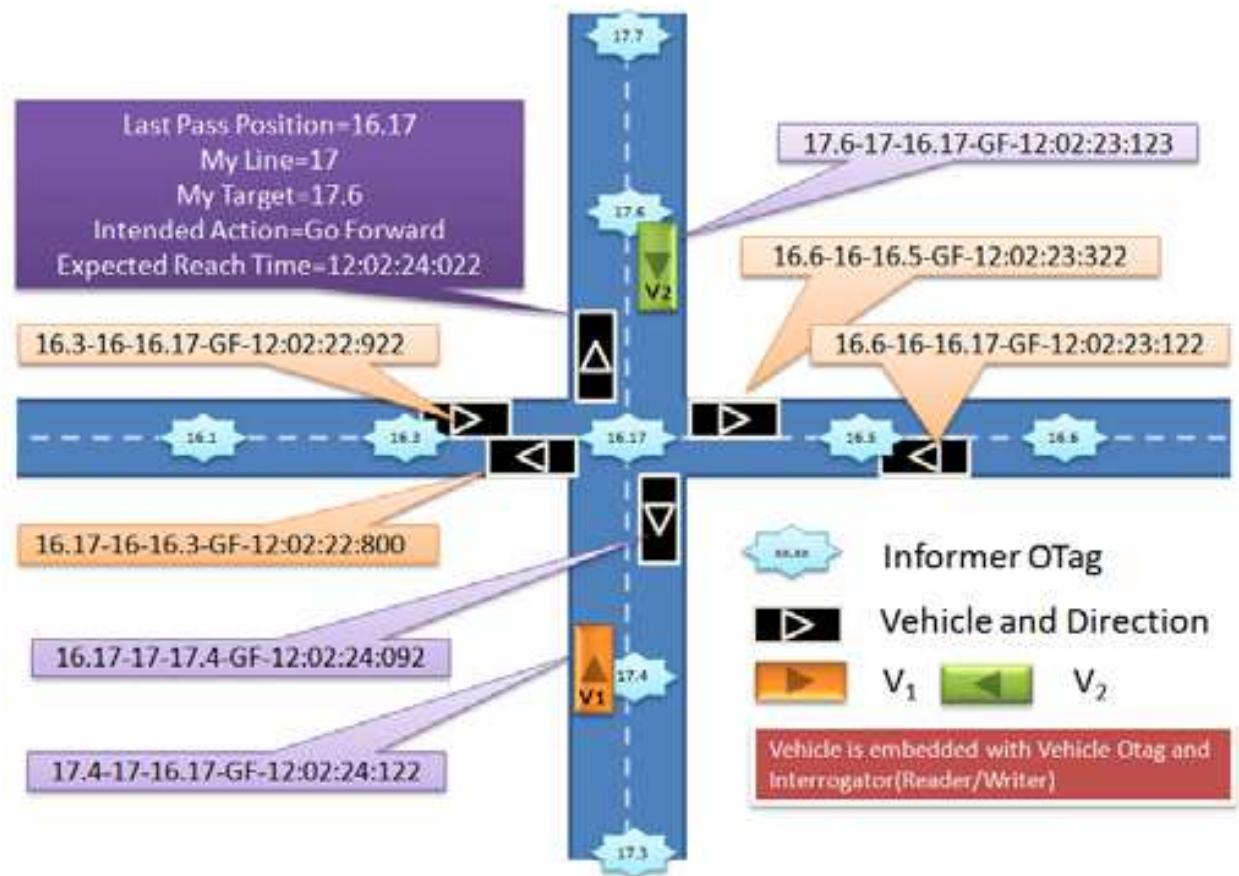 17.7
Last Pass Position=16.17
My Line=17
My Target=17.6
Intended Action=Go Forward
Expected Reach Time=12:02:24:022
17.6-17-16.17-GF-12:02:23:123
17.6
V2
16.6-16-16.5-GF-12:02:23:322
16.3-16-16.17-GF-12:02:22:922
16.6-16-16.17-GF-12:02:23:122
16.1
16.3
16.17
16.5
16.6
16.17-16-16.3-GF-12:02:22:800
Informer OTag
Vehicle and Direction
16.17-17-17.4-GF-12:02:24:092
17.4
V1
V1
V2
17.4-17-16.17-GF-12:02:24:122
Vehicle is embedded with Vehicle Otag and
Interrogator(Reader/Writer)
17.3